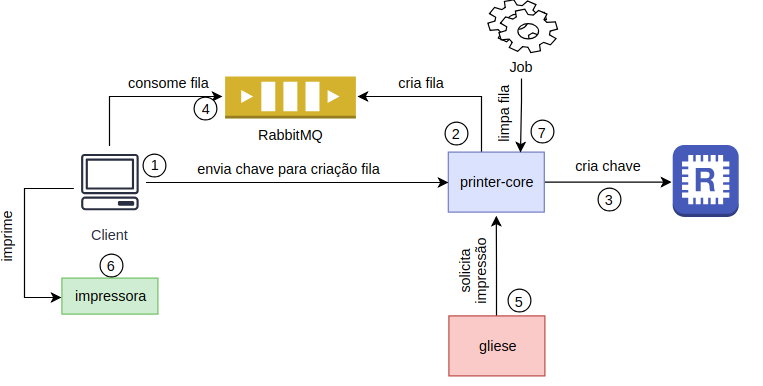 Job
consome fila
cria fila
limpa fila
4
RabbitMQ
2
7
1
envia chave para criação fila
printer-core
cria chave
R
3
Client
imprime
6
impressora
solicita
impressão
5
gliese